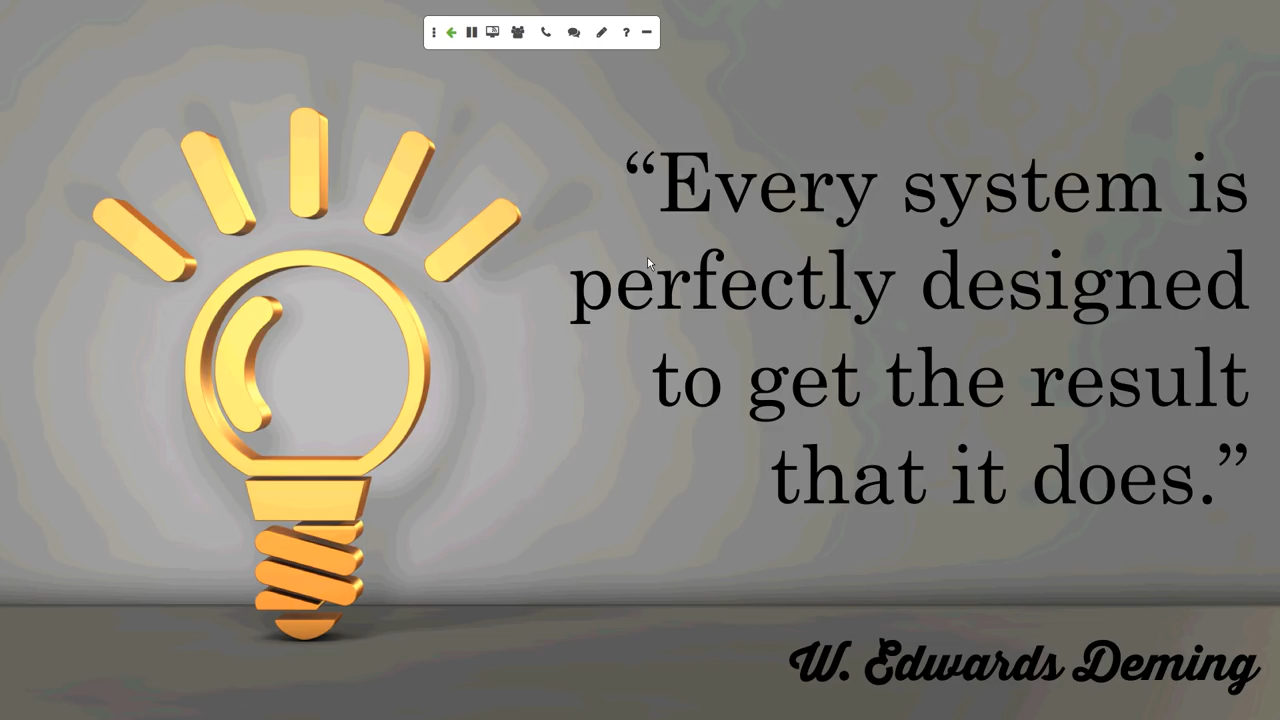 “Every system is
perfectly designed
to get the result
that it does.”
W. Edwards Deming